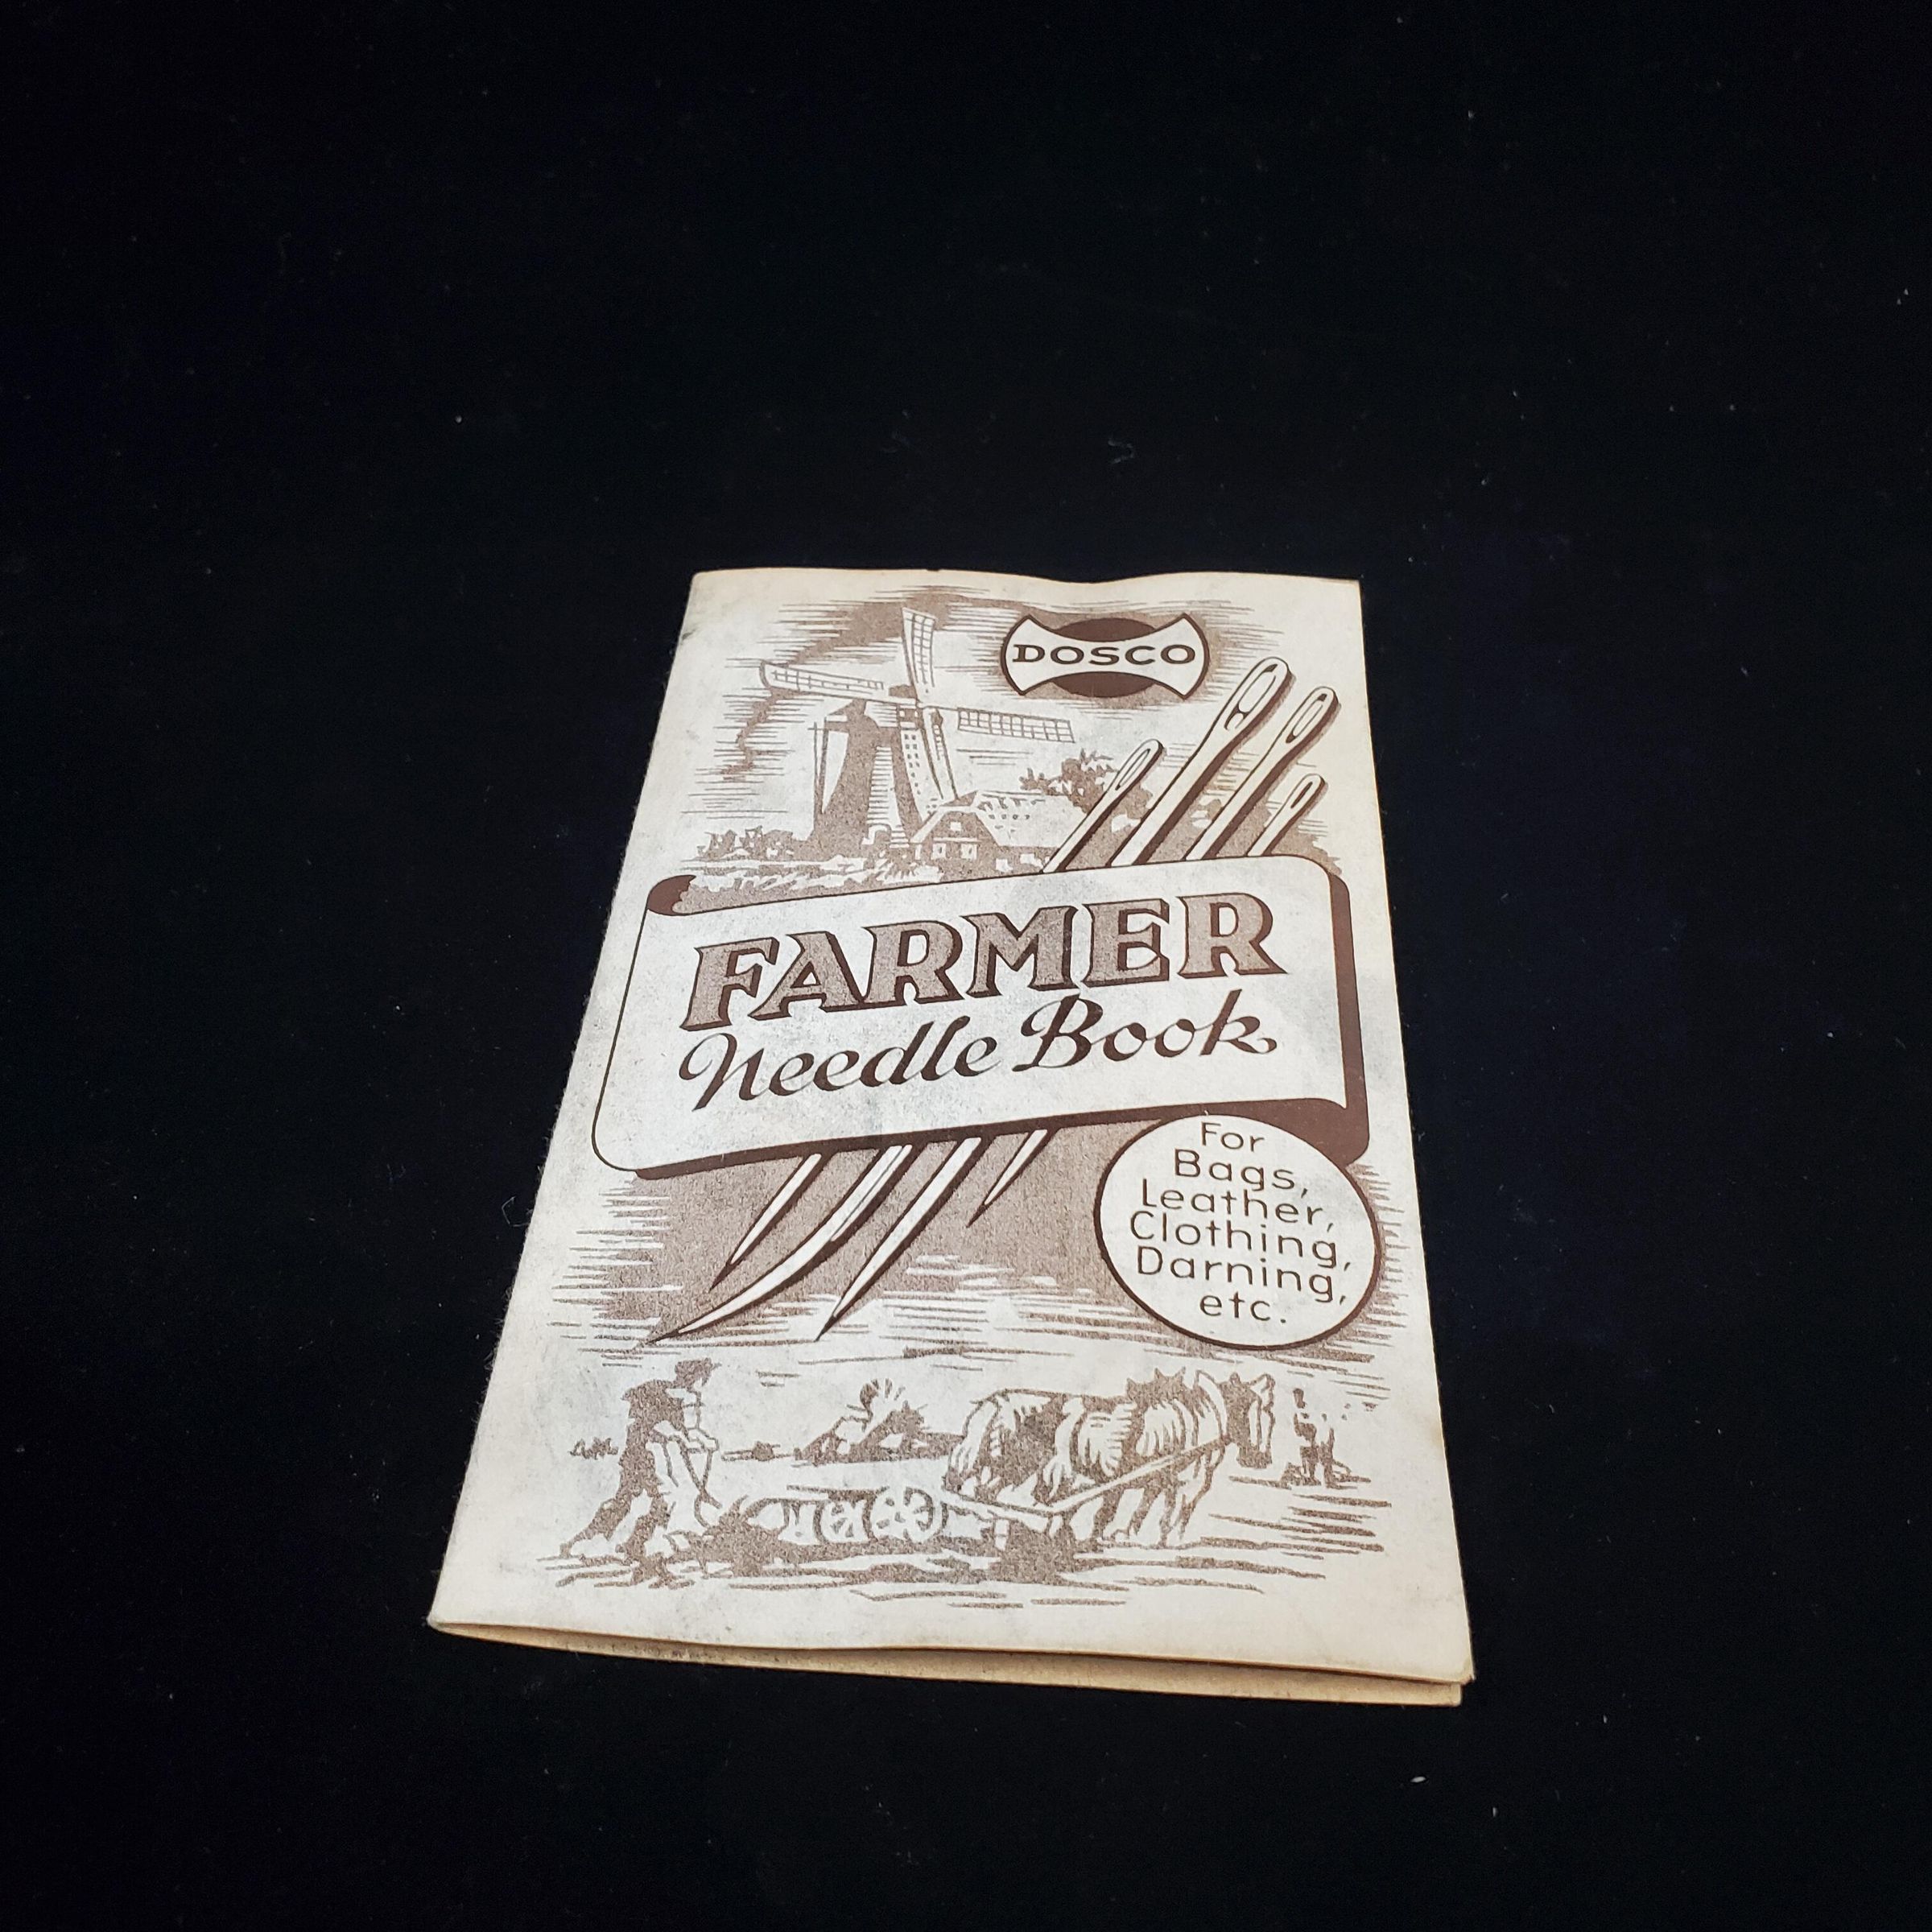 DOSCO
FARMER
Needle Book
For
Bags,
Leather,
Clothing,
Darning,
etc.